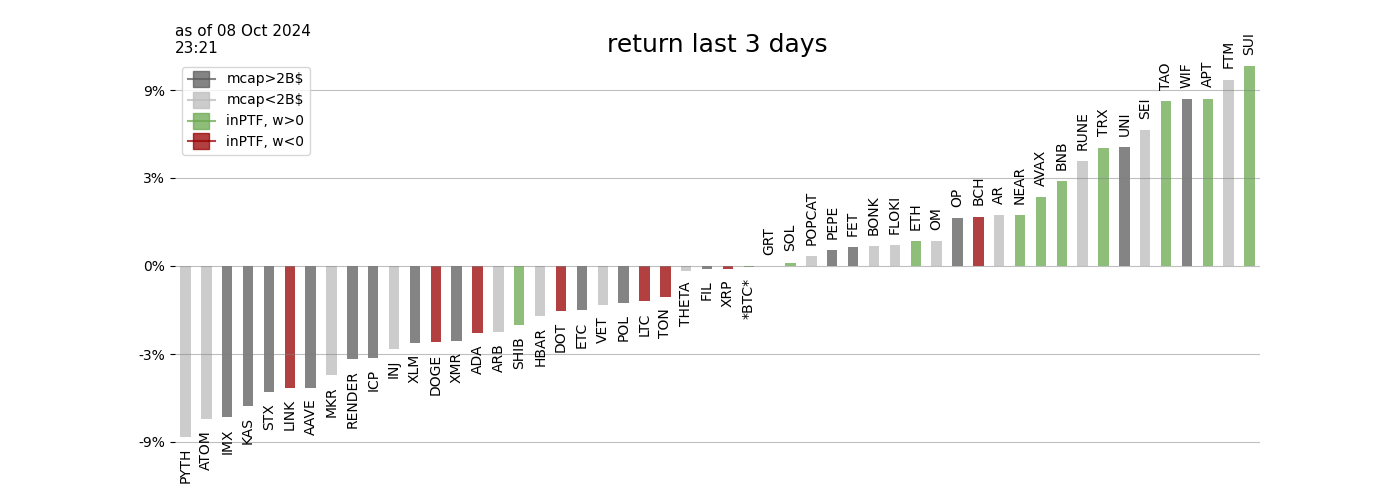 as of 08 Oct 2024
23:21
return last 3 days
mcap>2B$
mcap<2B$
inPTF, w>0
inPTF, w<0
9%
3%
0%
-3%
-9%
PYTH
ATOM
IMX
KAS
STX
LINK
AAVE
MKR
RENDER
ICP
INJ
XLM
DOGE
XMR
ADA
ARB
SHIB
HBAR
DOT
ETC
VET
POL
LTC
TON
THETA
FIL
XRP
*BTC*
GRT
SOL
POPCAT
PEPE
FET
BONK
FLOKI
ETH
OM
OP
BCH
AR
NEAR
AVAX
BNB
RUNE
TRX
UNI
SEI
TAO
WIF
APT
FTM
SUI